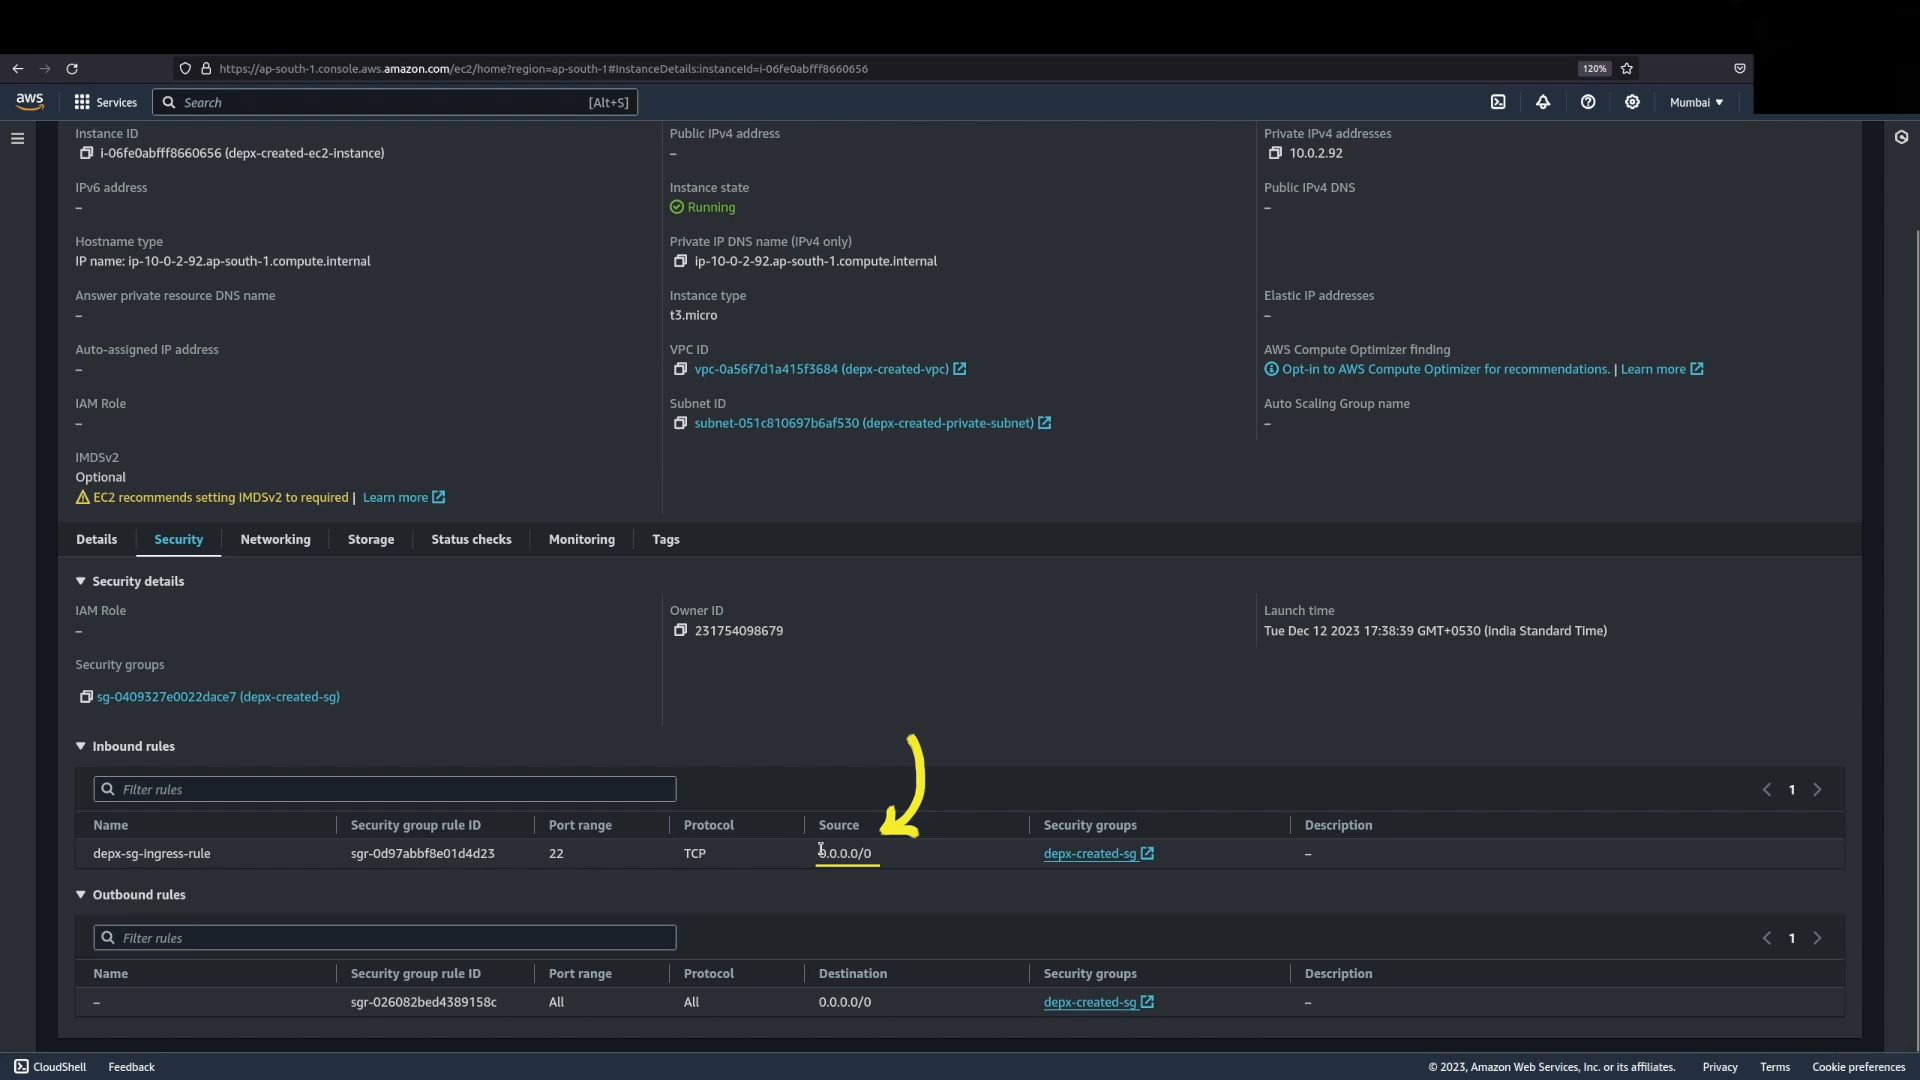 https://ap-south-1.console.aws.amazon.com/ec2/home?region=ap-south-1#InstanceDetails:instanceId=i-06fe0abfff8660656
120%
aws
Services
Search
[Alt+S]
Mumbai ▼
Instance ID
i-06fe0abfff8660656 (depx-created-ec2-instance)
Public IPv4 address
–
Private IPv4 addresses
10.0.2.92
IPv6 address
–
Instance state
Running
Public IPv4 DNS
–
Hostname type
IP name: ip-10-0-2-92.ap-south-1.compute.internal
Private IP DNS name (IPv4 only)
ip-10-0-2-92.ap-south-1.compute.internal
Answer private resource DNS name
–
Instance type
t3.micro
Elastic IP addresses
–
Auto-assigned IP address
–
VPC ID
vpc-0a56f7d1a415f3684 (depx-created-vpc)
AWS Compute Optimizer finding
Opt-in to AWS Compute Optimizer for recommendations. | Learn more
IAM Role
–
Subnet ID
subnet-051c810697b6af530 (depx-created-private-subnet)
Auto Scaling Group name
–
IMDSv2
Optional
EC2 recommends setting IMDSv2 to required | Learn more
Details
Security
Networking
Storage
Status checks
Monitoring
Tags
▼ Security details
IAM Role
–
Owner ID
231754098679
Launch time
Tue Dec 12 2023 17:38:39 GMT+0530 (India Standard Time)
Security groups
sg-0409327e0022dace7 (depx-created-sg)
▼ Inbound rules
Filter rules
1
Name
Security group rule ID
Port range
Protocol
Source
Security groups
Description
depx-sg-ingress-rule
sgr-0d97abbf8e01d4d23
22
TCP
0.0.0.0/0
depx-created-sg
–
▼ Outbound rules
Filter rules
1
Name
Security group rule ID
Port range
Protocol
Destination
Security groups
Description
–
sgr-026082bed4389158c
All
All
0.0.0.0/0
depx-created-sg
–
CloudShell
Feedback
© 2023, Amazon Web Services, Inc. or its affiliates.
Privacy
Terms
Cookie preferences